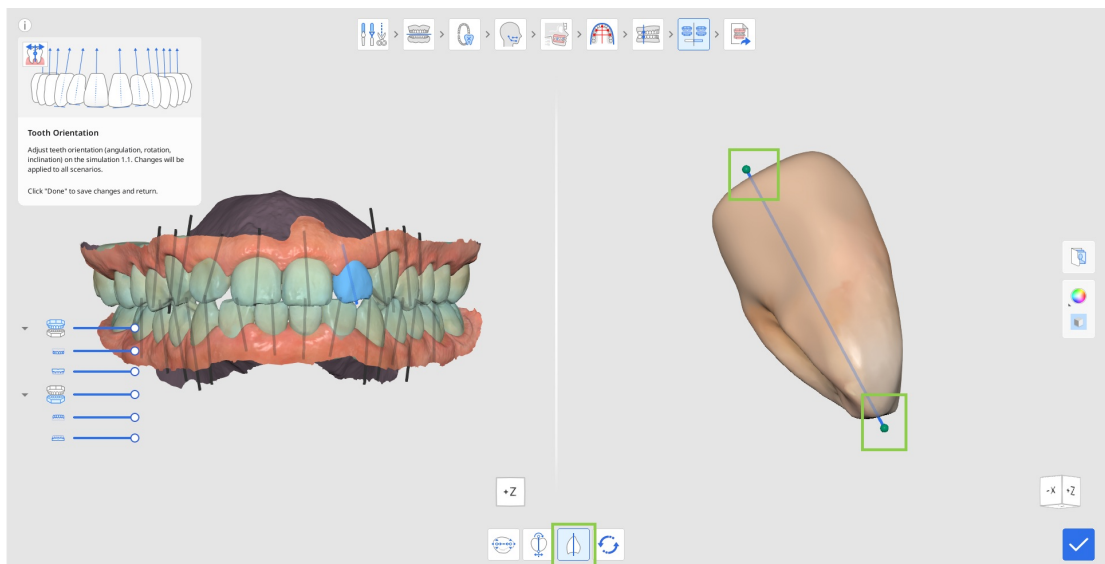 Tooth Orientation
Adjust teeth orientation (angulation, rotation,
inclination) on the simulation 1.1. Changes will be
applied to all scenarios.
Click "Done" to save changes and return.
+Z
-X +Z